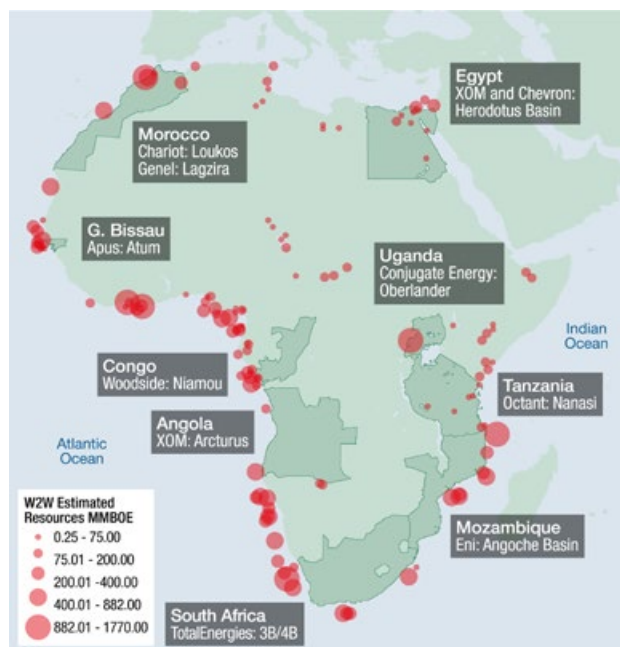 Egypt
XOM and Chevron:
Herodotus Basin
Morocco
Chariot: Loukos
Genel: Lagzira
G. Bissau
Apus: Atum
Uganda
Conjugate Energy:
Oberlander
Indian
Ocean
Congo
Woodside: Niamou
Tanzania
Octant: Nanasi
Angola
XOM: Arcturus
Atlantic
Ocean
W2W Estimated
Resources MMBOE
0.25 - 75.00
75.01 - 200.00
200.01 -400.00
400.01 - 882.00
882.01 - 1770.00
Mozambique
Eni: Angoche Basin
South Africa
TotalEnergies: 3B/4B